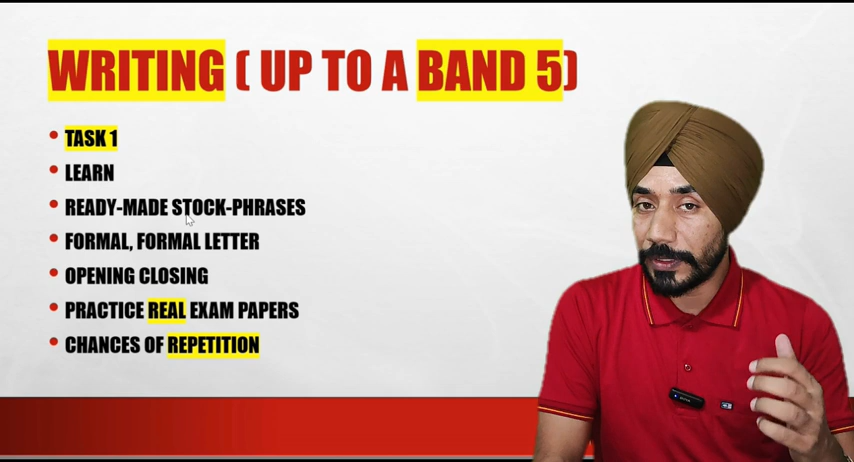 WRITING ( UP TO A BAND 5)
TASK 1
LEARN
READY-MADE STOCK-PHRASES
FORMAL, FORMAL LETTER
OPENING CLOSING
PRACTICE REAL EXAM PAPERS
CHANCES OF REPETITION